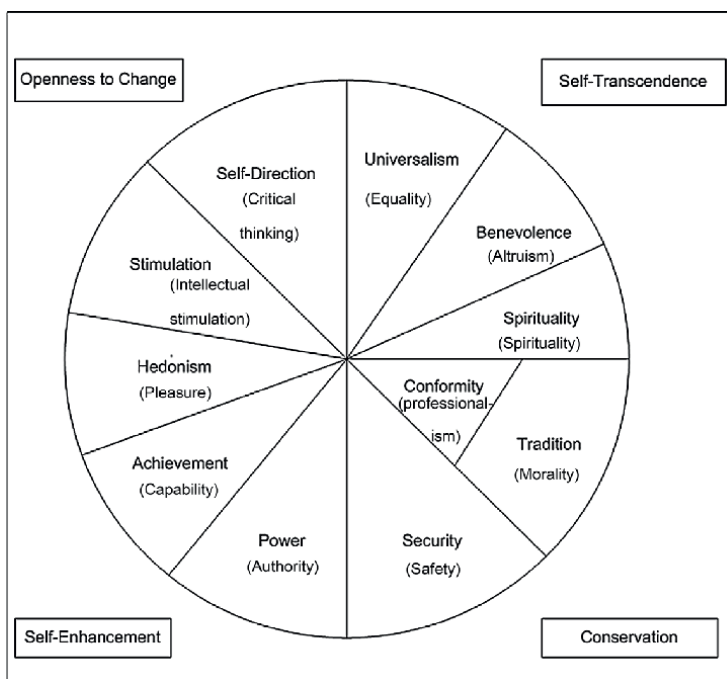 Openness to Change
Self-Transcendence
Self-Direction
(Critical
thinking)
Universalism
(Equality)
Benevolence
(Altruism)
Stimulation
(Intellectual
stimulation)
Spirituality
(Spirituality)
Hedonism
(Pleasure)
Conformity
(professional-
ism)
Tradition
(Morality)
Achievement
(Capability)
Power
(Authority)
Security
(Safety)
Self-Enhancement
Conservation